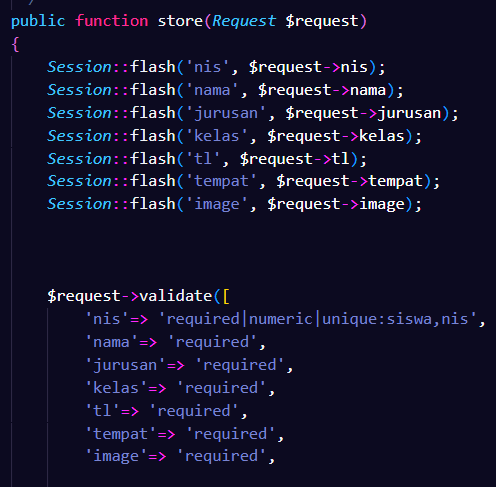 public function store(Request $request)
{
Session::flash('nis', $request->nis);
Session::flash('nama', $request->nama);
Session::flash('jurusan', $request->jurusan);
Session::flash('kelas', $request->kelas);
Session::flash('tl', $request->tl);
Session::flash('tempat', $request->tempat);
Session::flash('image', $request->image);
$request->validate([
'nis'=> 'required|numeric|unique:siswa,nis',
'nama'=> 'required',
'jurusan'=> 'required',
'kelas'=> 'required',
'tl'=> 'required',
'tempat'=> 'required',
'image'=> 'required',